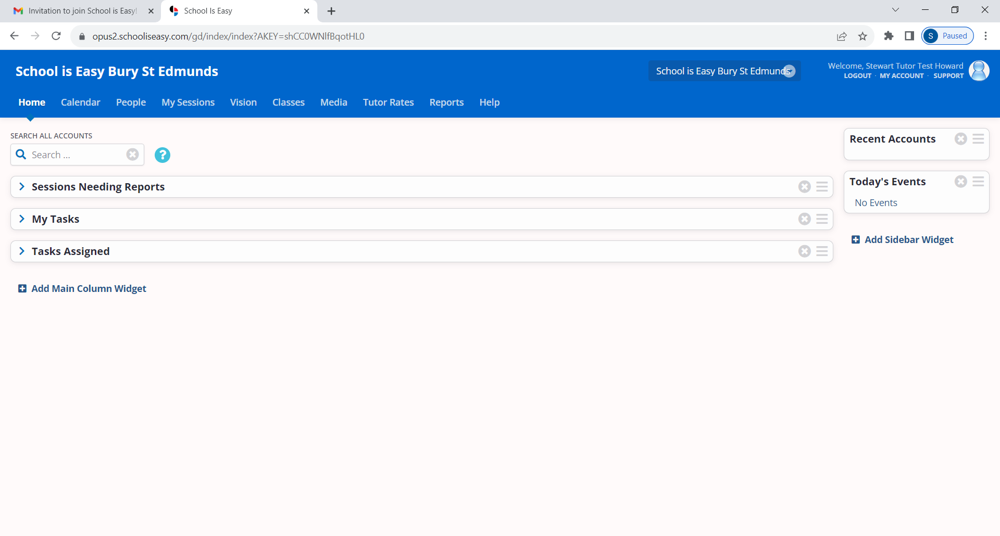 Invitation to join School is Easy!
School Is Easy
opus2.schooliseasy.com/gd/index/index?AKEY=shCC0WNlfBqotHL0
S Paused
School is Easy Bury St Edmunds
School is Easy Bury St Edmunds
Welcome, Stewart Tutor Test Howard
LOGOUT · MY ACCOUNT · SUPPORT
Home Calendar People My Sessions Vision Classes Media Tutor Rates Reports Help
SEARCH ALL ACCOUNTS
Search ...
?
Sessions Needing Reports
My Tasks
Tasks Assigned
Add Main Column Widget
Recent Accounts
Today's Events
No Events
Add Sidebar Widget